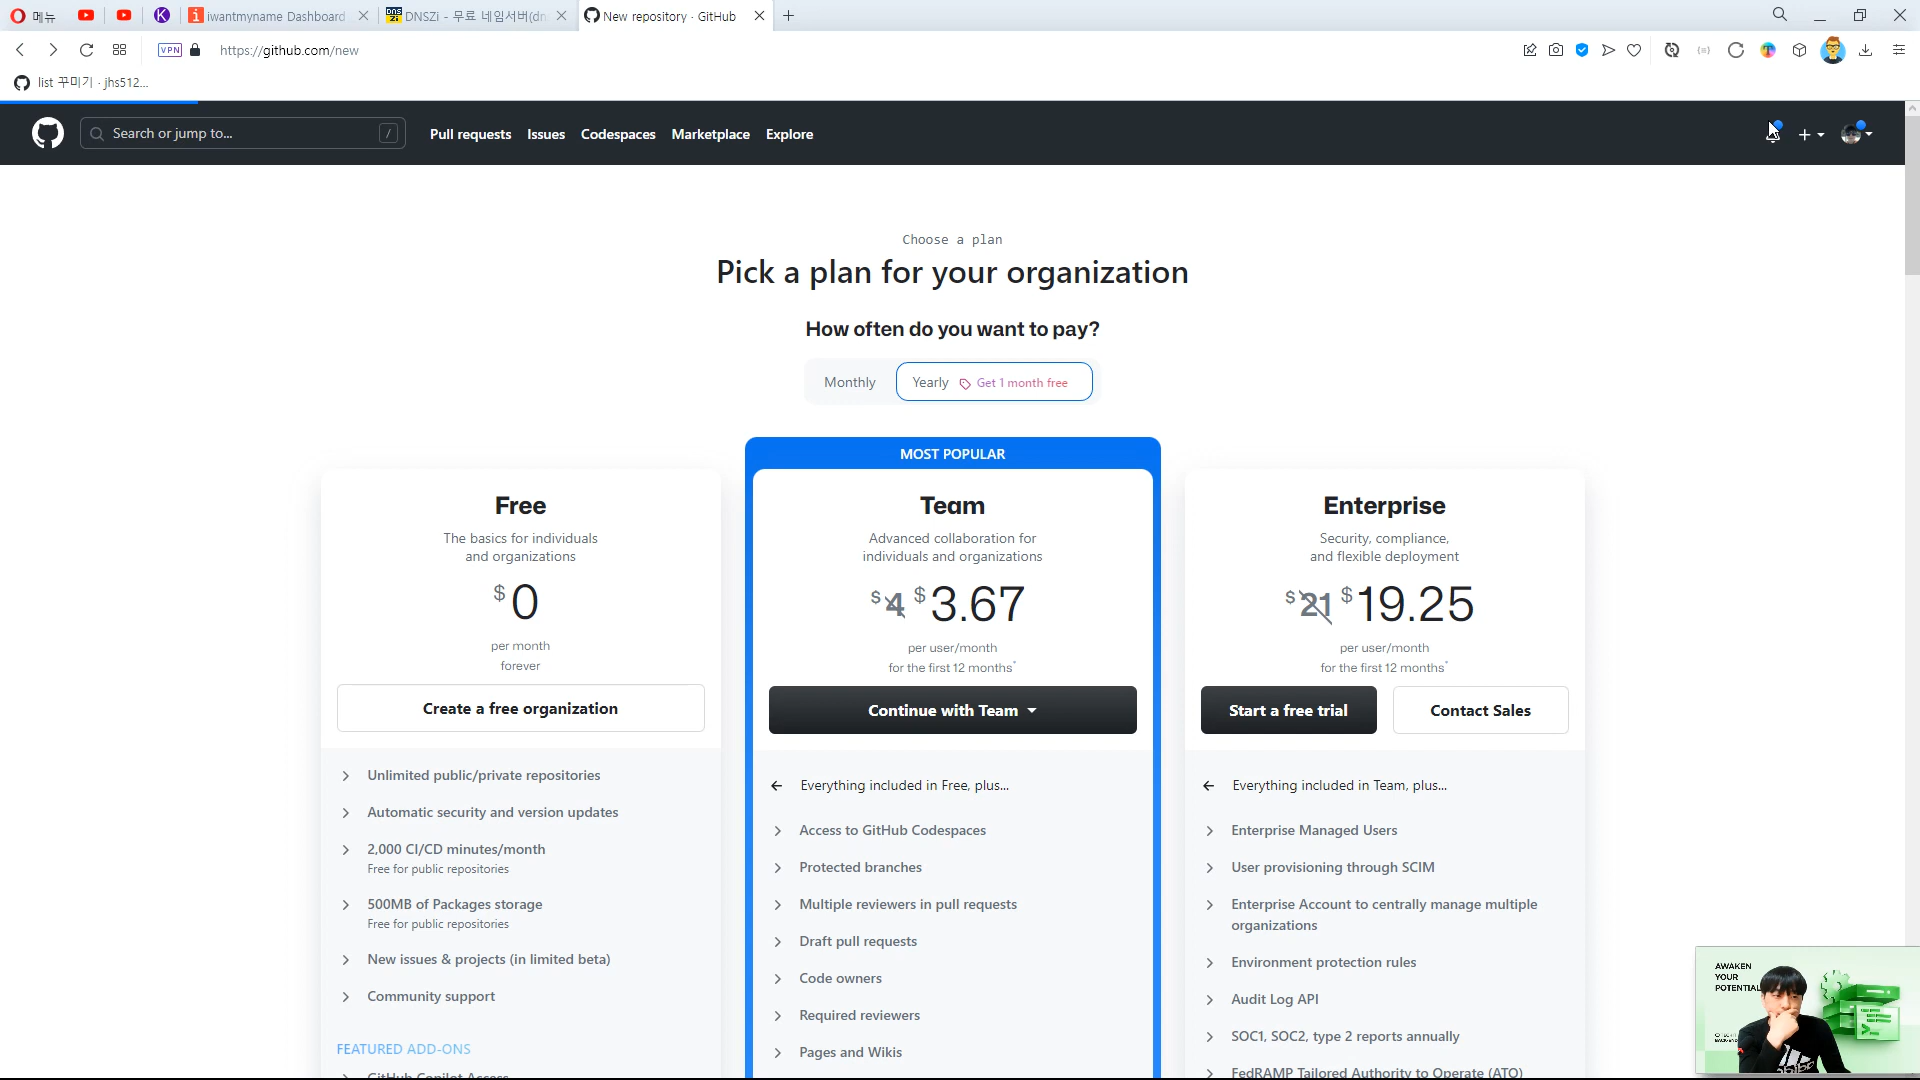 메뉴
iwantmyname Dashboard
DNSZi - 무료 네임서버(dn
New repository · GitHub
VPN
https://github.com/new
list 꾸미기 · jhs512...
Search or jump to...
/
Pull requests
Issues
Codespaces
Marketplace
Explore
Choose a plan
Pick a plan for your organization
How often do you want to pay?
Monthly
Yearly
Get 1 month free
MOST POPULAR
Free
The basics for individuals
and organizations
$0
per month
forever
Create a free organization
Unlimited public/private repositories
Automatic security and version updates
2,000 CI/CD minutes/month
Free for public repositories
500MB of Packages storage
Free for public repositories
New issues & projects (in limited beta)
Community support
FEATURED ADD-ONS
GitHub Copilot Access
Team
Advanced collaboration for
individuals and organizations
$4 $3.67
per user/month
for the first 12 months*
Continue with Team
Everything included in Free, plus...
Access to GitHub Codespaces
Protected branches
Multiple reviewers in pull requests
Draft pull requests
Code owners
Required reviewers
Pages and Wikis
Enterprise
Security, compliance,
and flexible deployment
$21 $19.25
per user/month
for the first 12 months*
Start a free trial
Contact Sales
Everything included in Team, plus...
Enterprise Managed Users
User provisioning through SCIM
Enterprise Account to centrally manage multiple
organizations
Environment protection rules
Audit Log API
SOC1, SOC2, type 2 reports annually
FedRAMP Tailored Authority to Operate (ATO)
AWAKEN
YOUR
POTENTIAL